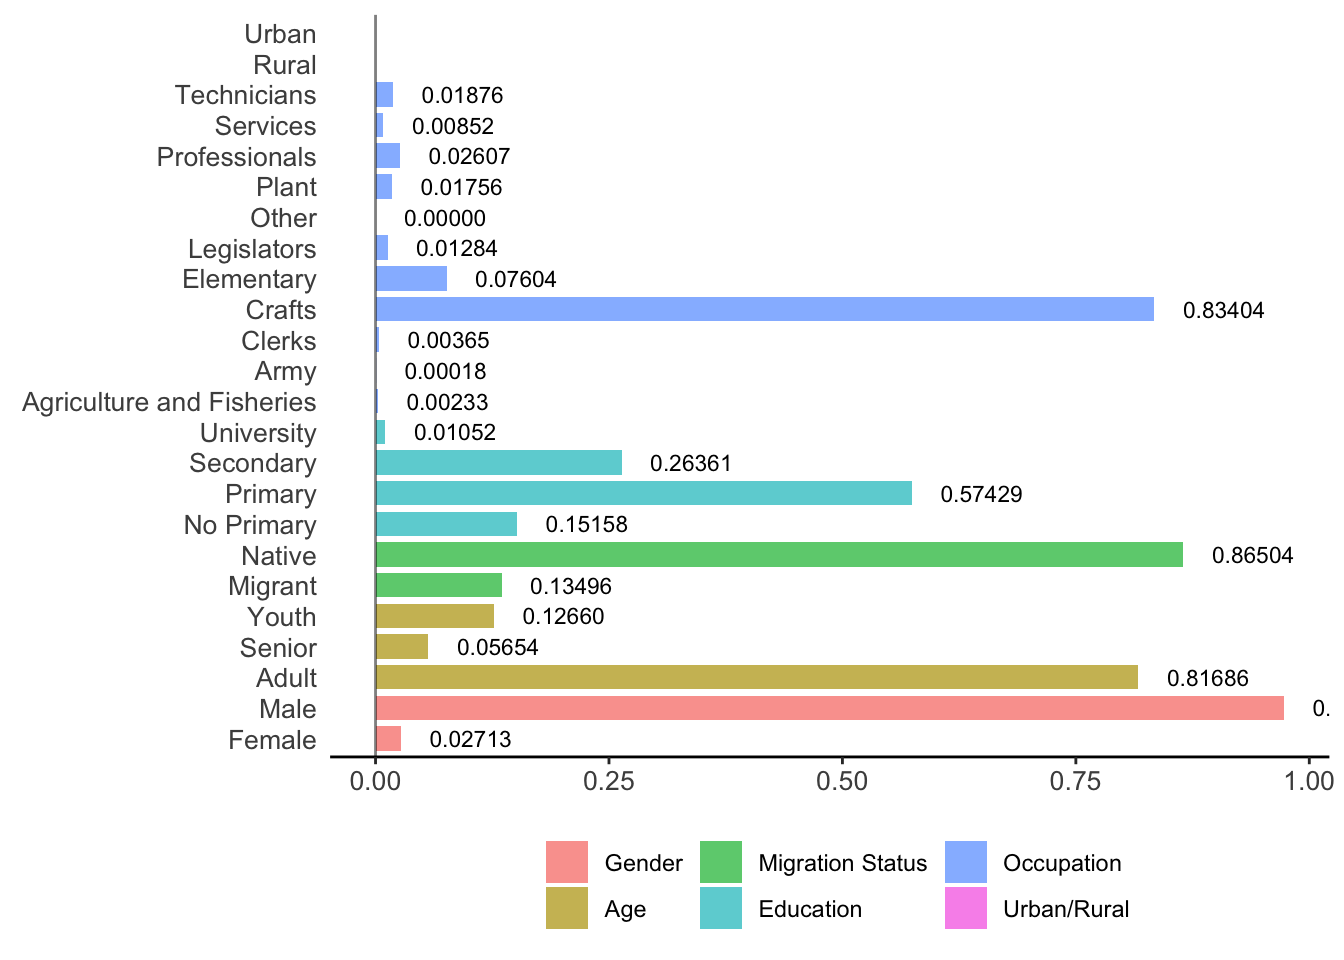 Urban
Rural
Technicians 0.01876
Services 0.00852
Professionals 0.02607
Plant 0.01756
Other 0.00000
Legislators 0.01284
Elementary 0.07604
Crafts 0.83404
Clerks 0.00365
Army 0.00018
Agriculture and Fisheries 0.00233
University 0.01052
Secondary 0.26361
Primary 0.57429
No Primary 0.15158
Native 0.86504
Migrant 0.13496
Youth 0.12660
Senior 0.05654
Adult 0.81686
Male 0.
Female 0.02713
0.00 0.25 0.50 0.75 1.00
Gender Migration Status Occupation
Age Education Urban/Rural